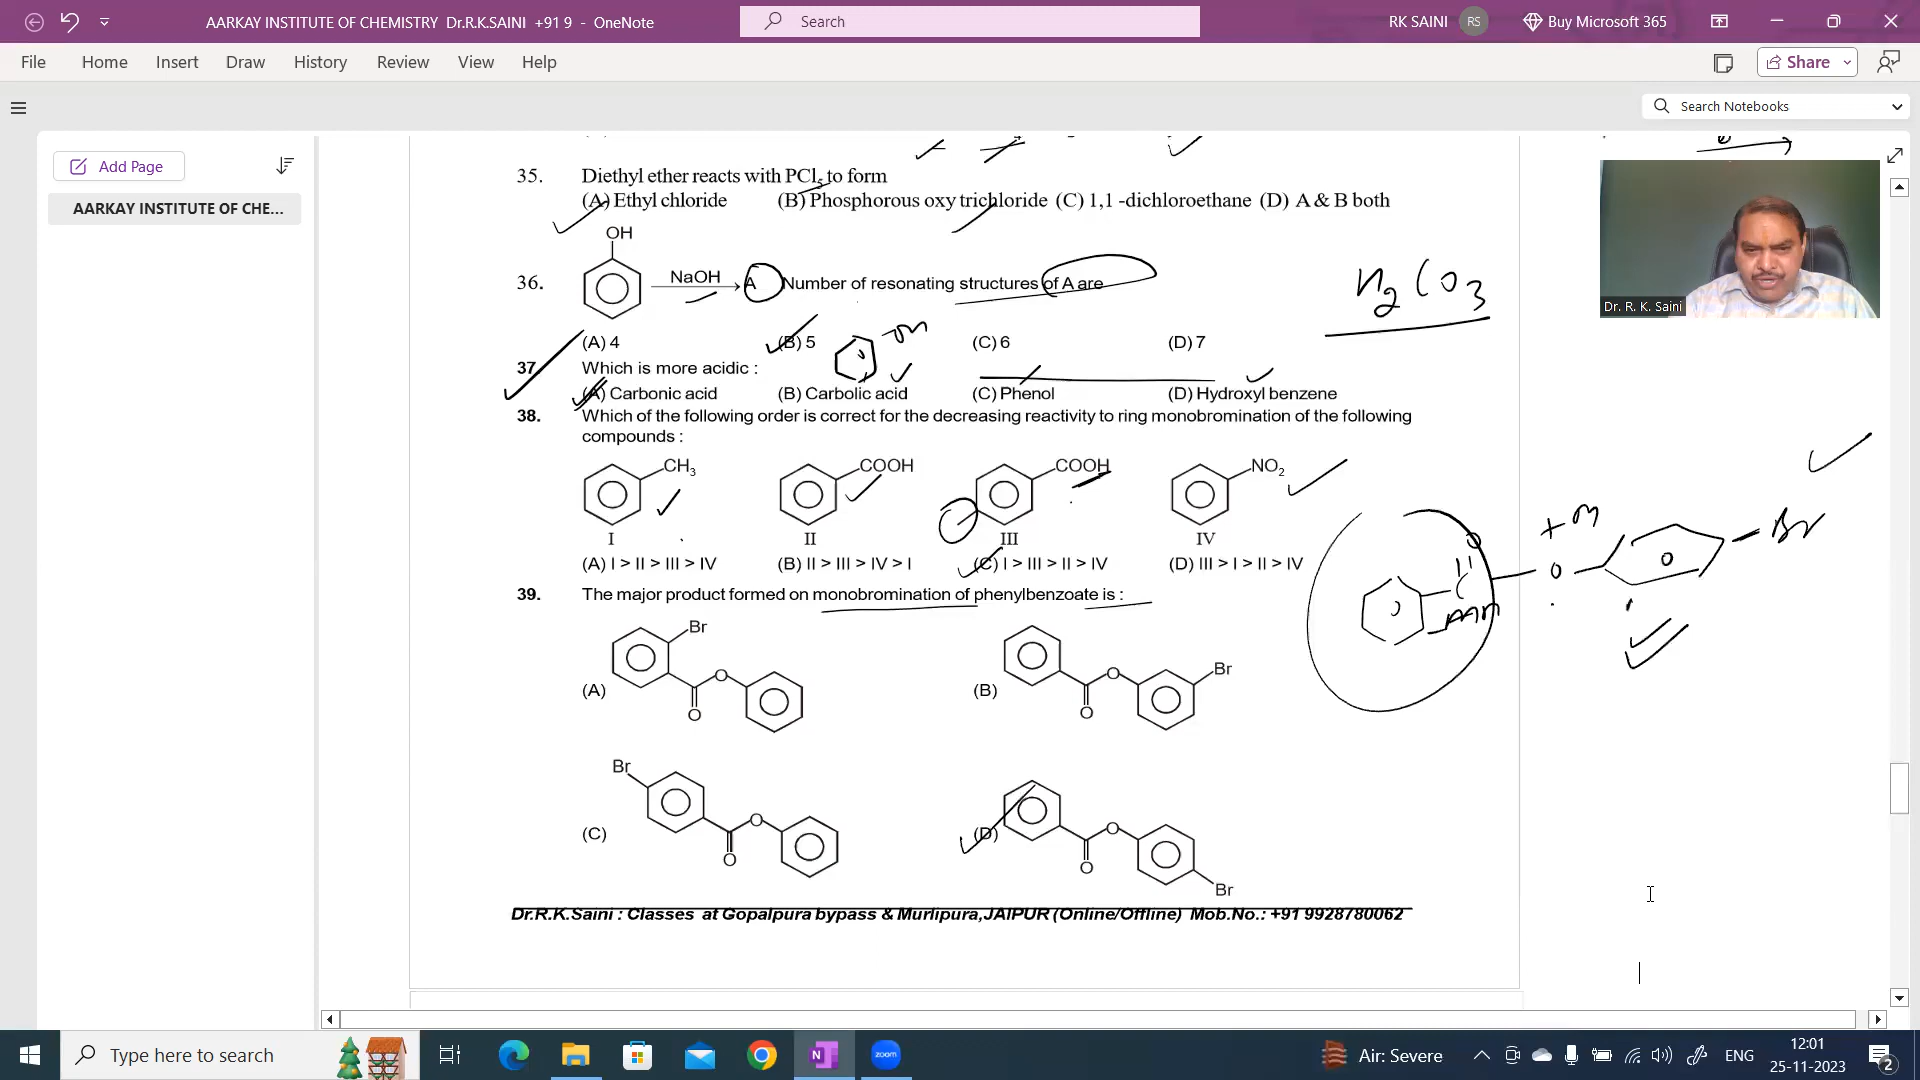 AARKAY INSTITUTE OF CHEMISTRY Dr.R.K.SAINI +91 9 - OneNote
Search
RK SAINI
RS
Buy Microsoft 365
File Home Insert Draw History Review View Help
Share
Search Notebooks
Add Page
AARKAY INSTITUTE OF CHE...
35. Diethyl ether reacts with PCl5 to form
(A) Ethyl chloride (B) Phosphorous oxy trichloride (C) 1,1 -dichloroethane (D) A & B both
OH
36. NaOH A Number of resonating structures of A are
(A) 4 (B) 5 (C) 6 (D) 7
37. Which is more acidic :
(A) Carbonic acid (B) Carbolic acid (C) Phenol (D) Hydroxyl benzene
38. Which of the following order is correct for the decreasing reactivity to ring monobromination of the following
compounds :
CH3 COOH COOH NO2
I II III IV
(A) I > II > III > IV (B) II > III > IV > I (C) I > III > II > IV (D) III > I > II > IV
39. The major product formed on monobromination of phenylbenzoate is :
Br
(A) O O
(B) O O Br
Br
(C) O O
(D) O O
Br
Dr.R.K.Saini : Classes at Gopalpura bypass & Murlipura,JAIPUR (Online/Offline) Mob.No.: +91 9928780062
H2CO3
OH
+m
O
C O Br
Dr. R. K. Saini
Type here to search
zoom
Air: Severe
ENG
12:01
25-11-2023
2